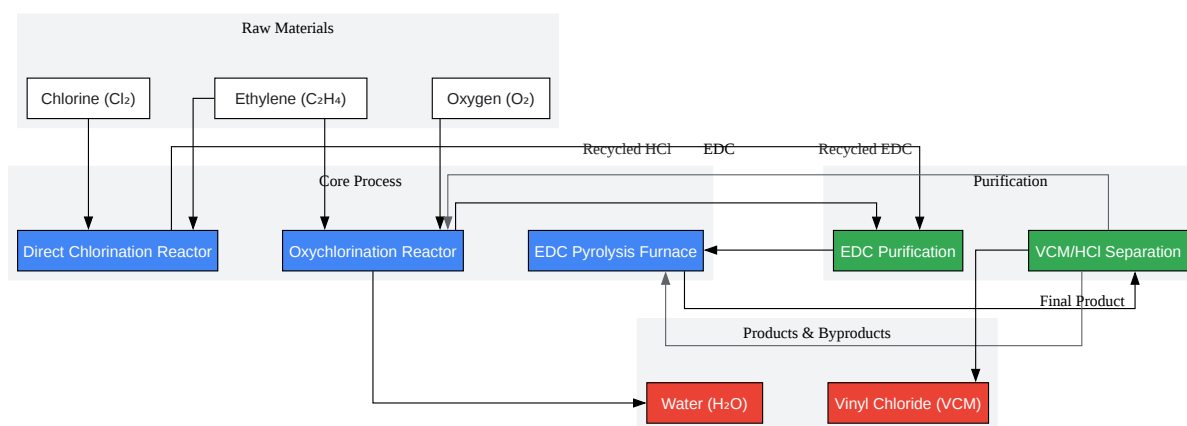 Raw Materials
Chlorine (Cl₂)
Ethylene (C₂H₄)
Oxygen (O₂)
Recycled HCl
EDC
Recycled EDC
Core Process
Purification
Direct Chlorination Reactor
Oxychlorination Reactor
EDC Pyrolysis Furnace
EDC Purification
VCM/HCl Separation
Final Product
Products & Byproducts
Water (H₂O)
Vinyl Chloride (VCM)